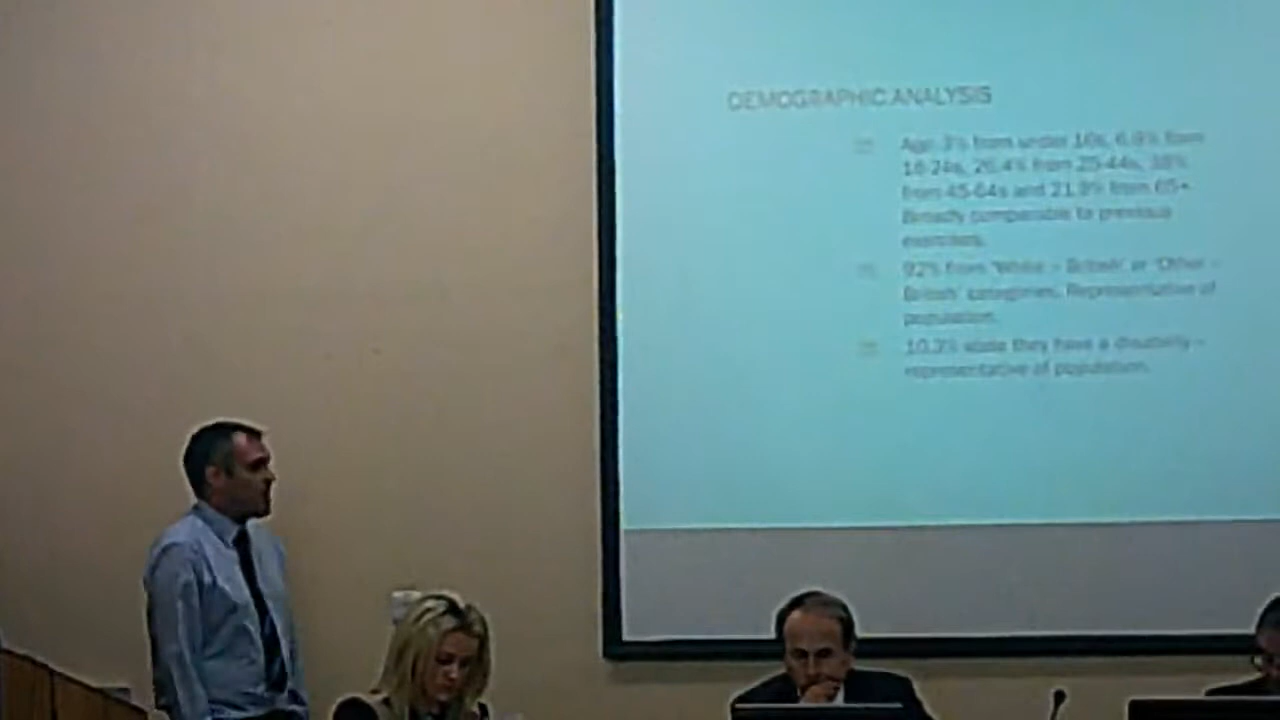 DEMOGRAPHIC ANALYSIS
Age: 3% from under 16s, 6.8% from
16-24s, 26.4% from 25-44s, 38%
from 45-64s and 21.9% from 65+.
Broadly comparable to previous
exercises.
92% from 'White – British' or 'Other –
British' categories. Representative of
population.
10.3% state they have a disability –
representative of population.